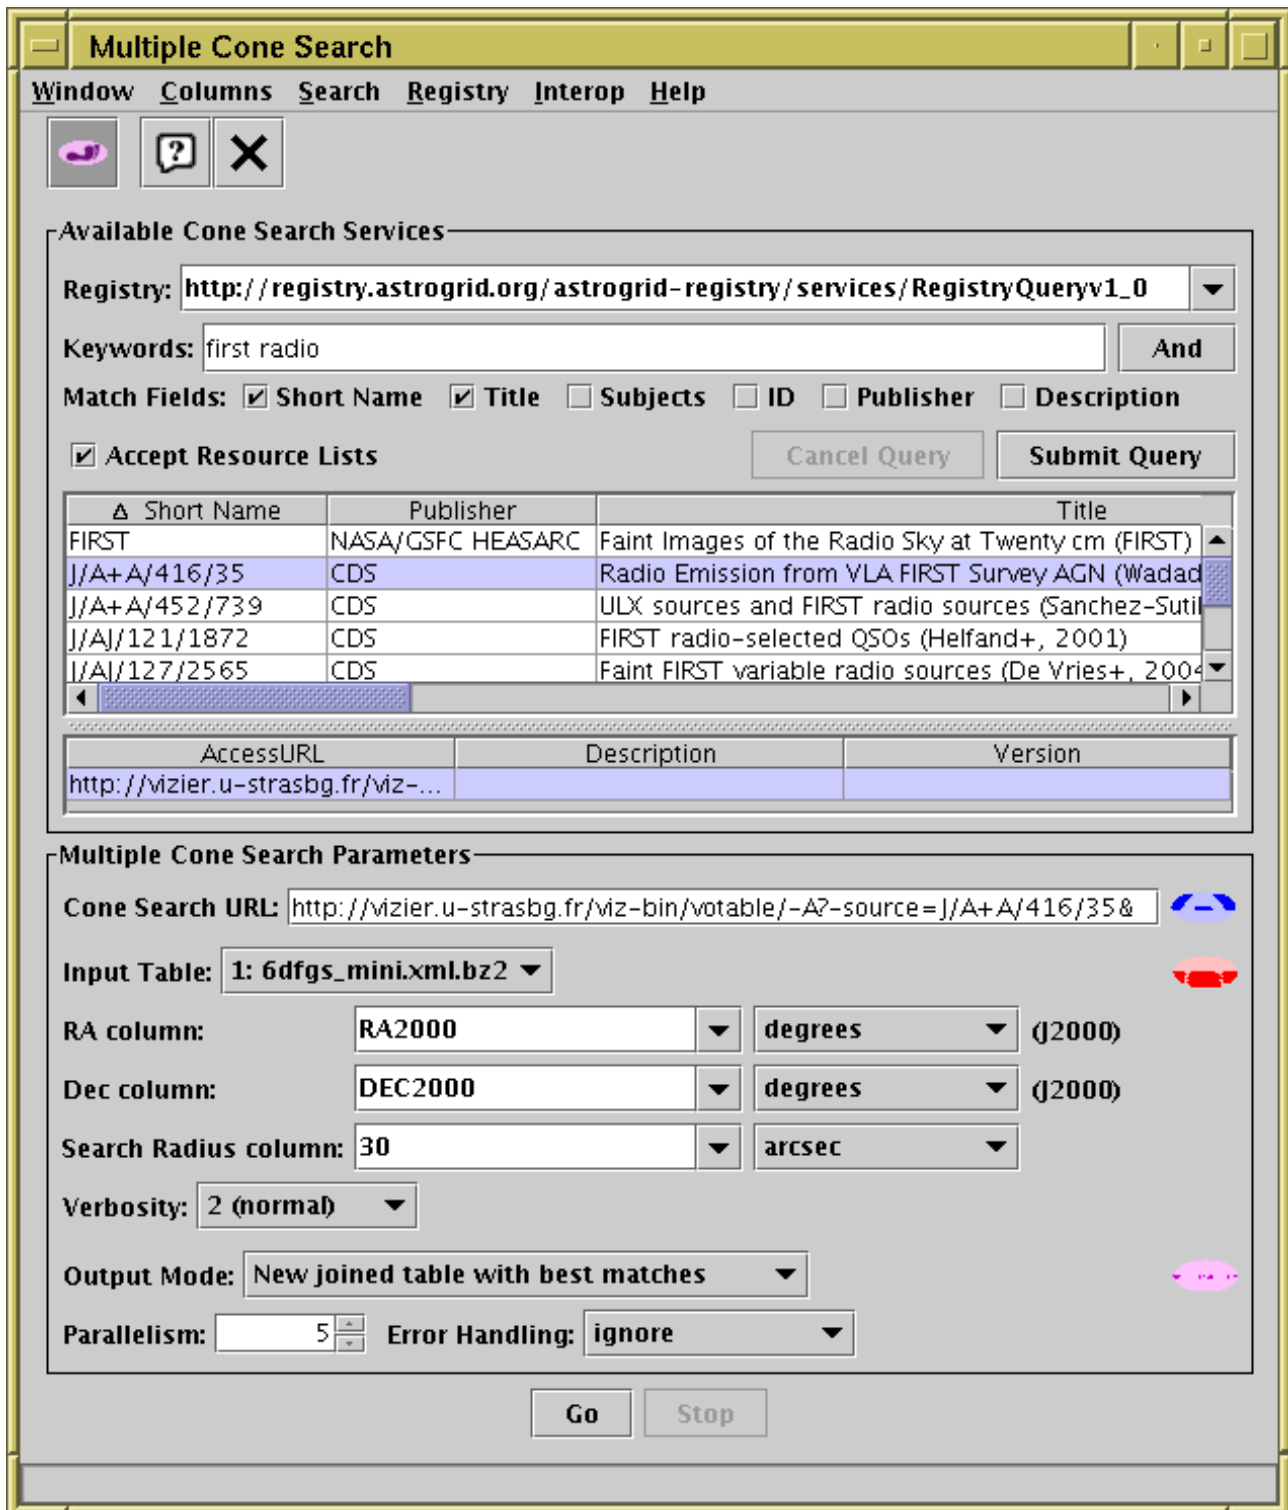 Multiple Cone Search
Window Columns Search Registry Interop Help
Available Cone Search Services
Registry: http://registry.astrogrid.org/astrogrid-registry/services/RegistryQueryv1_0
Keywords: first radio And
Match Fields: Short Name Title Subjects ID Publisher Description
Accept Resource Lists Cancel Query Submit Query
Δ Short Name Publisher Title
FIRST NASA/GSFC HEASARC Faint Images of the Radio Sky at Twenty cm (FIRST)
J/A+A/416/35 CDS Radio Emission from VLA FIRST Survey AGN (Wadad
J/A+A/452/739 CDS ULX sources and FIRST radio sources (Sanchez-Sutil
J/AJ/121/1872 CDS FIRST radio-selected QSOs (Helfand+, 2001)
J/AJ/127/2565 CDS Faint FIRST variable radio sources (De Vries+, 2004
AccessURL Description Version
http://vizier.u-strasbg.fr/viz-...
Multiple Cone Search Parameters
Cone Search URL: http://vizier.u-strasbg.fr/viz-bin/votable/-A?-source=J/A+A/416/35&
Input Table: 1: 6dfgs_mini.xml.bz2
RA column: RA2000 degrees (J2000)
Dec column: DEC2000 degrees (J2000)
Search Radius column: 30 arcsec
Verbosity: 2 (normal)
Output Mode: New joined table with best matches
Parallelism: 5 Error Handling: ignore
Go Stop